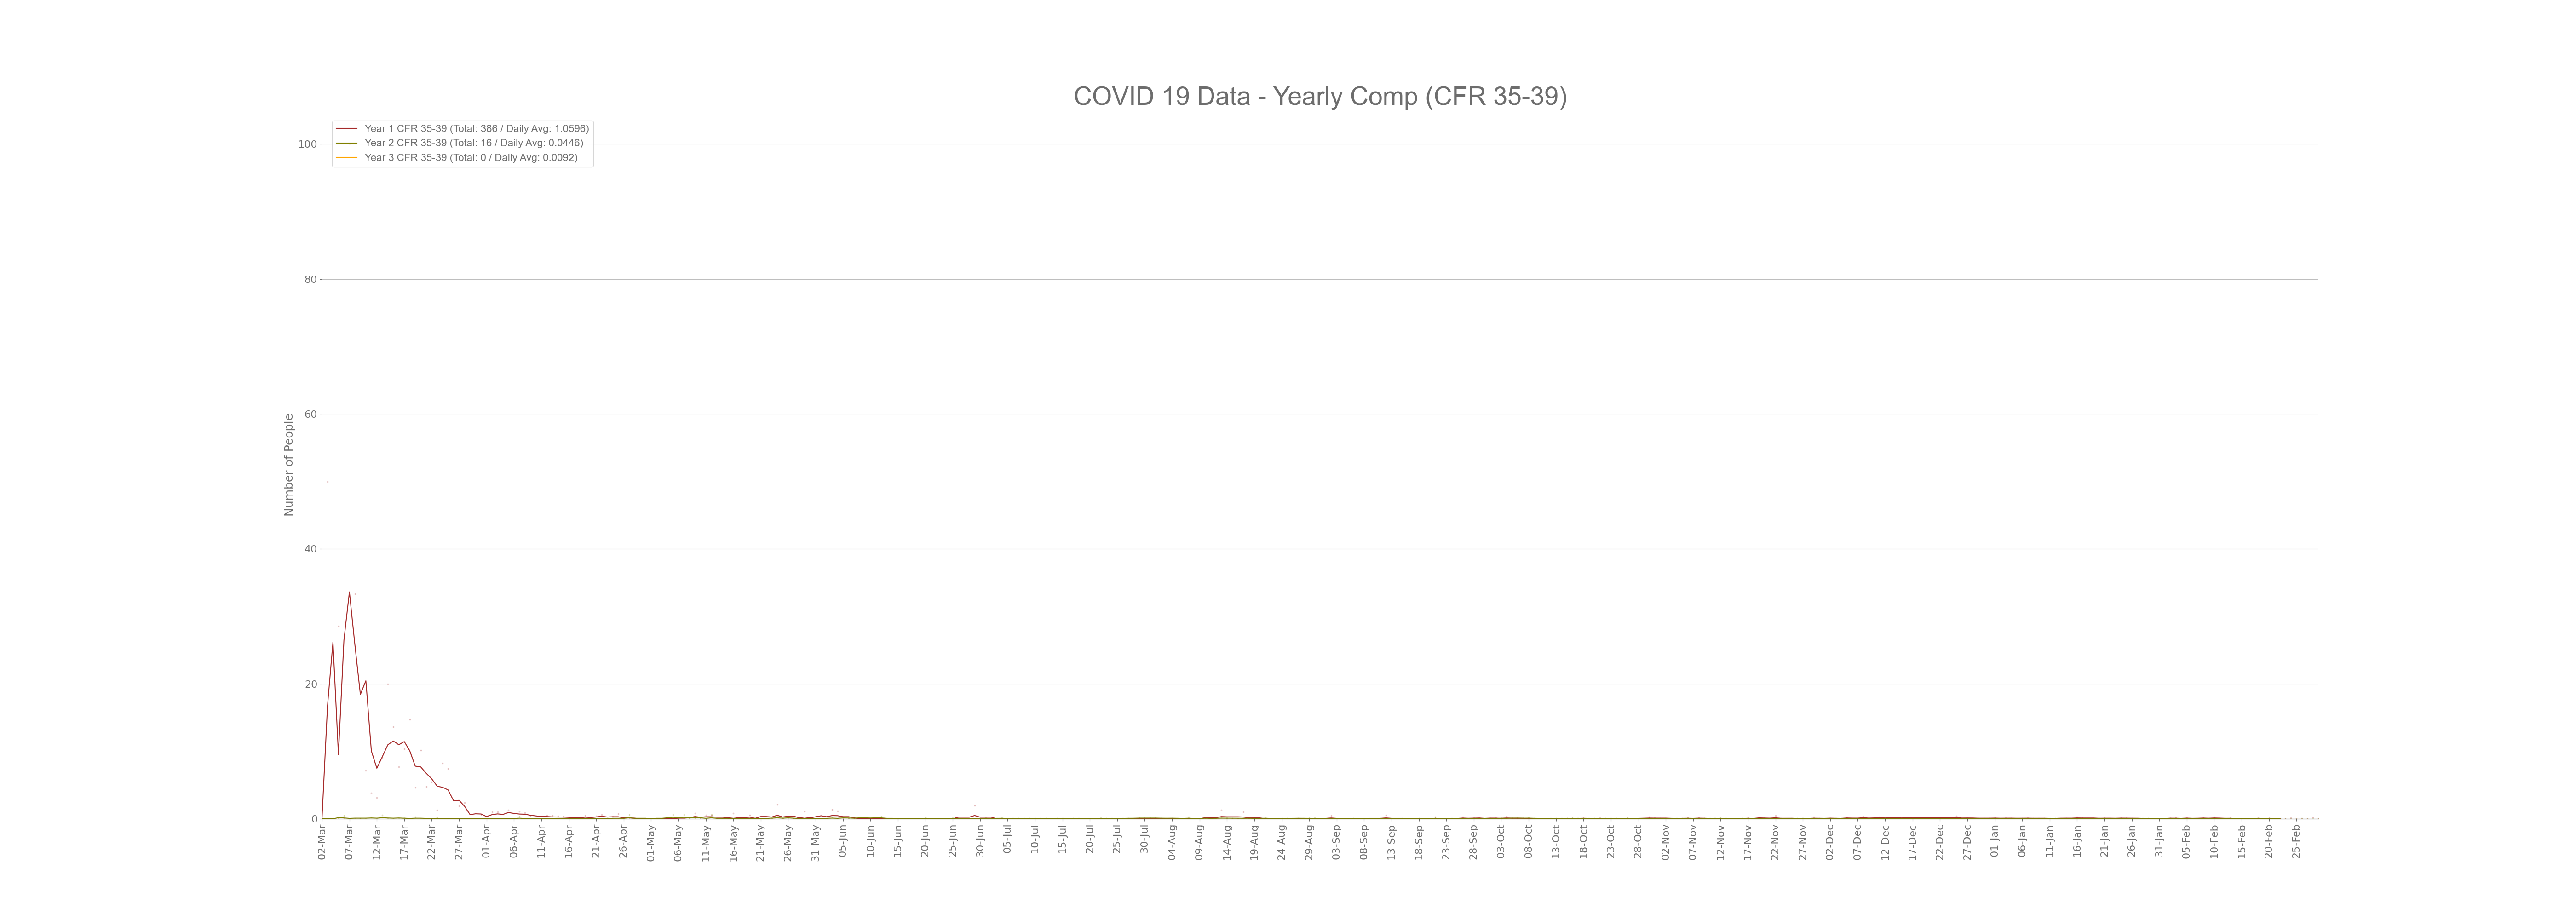 COVID 19 Data - Yearly Comp (CFR 35-39)
Year 1 CFR 35-39 (Total: 386 / Daily Avg: 1.0596)
Year 2 CFR 35-39 (Total: 16 / Daily Avg: 0.0446)
Year 3 CFR 35-39 (Total: 0 / Daily Avg: 0.0092)
100
80
60
40
20
0
Number of People
02-Mar
07-Mar
12-Mar
17-Mar
22-Mar
27-Mar
01-Apr
06-Apr
11-Apr
16-Apr
21-Apr
26-Apr
01-May
06-May
11-May
16-May
21-May
26-May
31-May
05-Jun
10-Jun
15-Jun
20-Jun
25-Jun
30-Jun
05-Jul
10-Jul
15-Jul
20-Jul
25-Jul
30-Jul
04-Aug
09-Aug
14-Aug
19-Aug
24-Aug
29-Aug
03-Sep
08-Sep
13-Sep
18-Sep
23-Sep
28-Sep
03-Oct
08-Oct
13-Oct
18-Oct
23-Oct
28-Oct
02-Nov
07-Nov
12-Nov
17-Nov
22-Nov
27-Nov
02-Dec
07-Dec
12-Dec
17-Dec
22-Dec
27-Dec
01-Jan
06-Jan
11-Jan
16-Jan
21-Jan
26-Jan
31-Jan
05-Feb
10-Feb
15-Feb
20-Feb
25-Feb